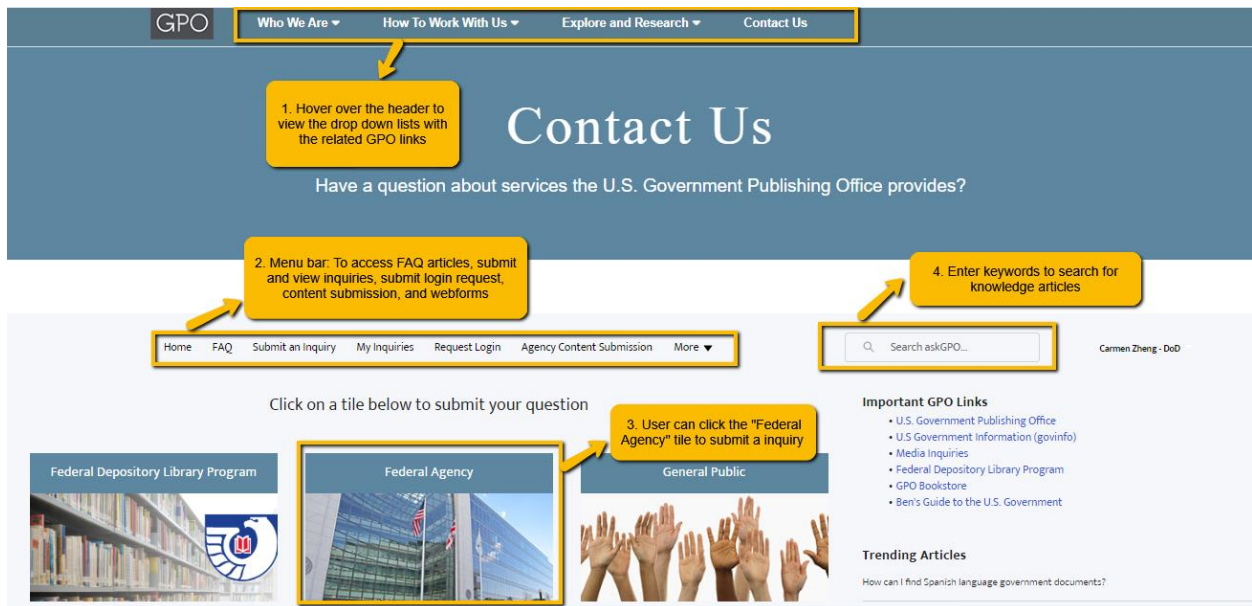 GPO
Who We Are
How To Work With Us
Explore and Research
Contact Us
1. Hover over the header to
view the drop down lists with
the related GPO links
Contact Us
Have a question about services the U.S. Government Publishing Office provides?
2. Menu bar: To access FAQ articles, submit
and view inquiries, submit login request,
content submission, and webforms
4. Enter keywords to search for
knowledge articles
Home FAQ Submit an Inquiry My Inquiries Request Login Agency Content Submission More
Search askGPO...
Carmen Zheng - DoD
Click on a tile below to submit your question
3. User can click the "Federal
Agency" tile to submit a inquiry
Federal Depository Library Program
Federal Agency
General Public
Important GPO Links
• U.S. Government Publishing Office
• U.S Government Information (govinfo)
• Media Inquiries
• Federal Depository Library Program
• GPO Bookstore
• Ben's Guide to the U.S. Government
Trending Articles
How can I find Spanish language government documents?